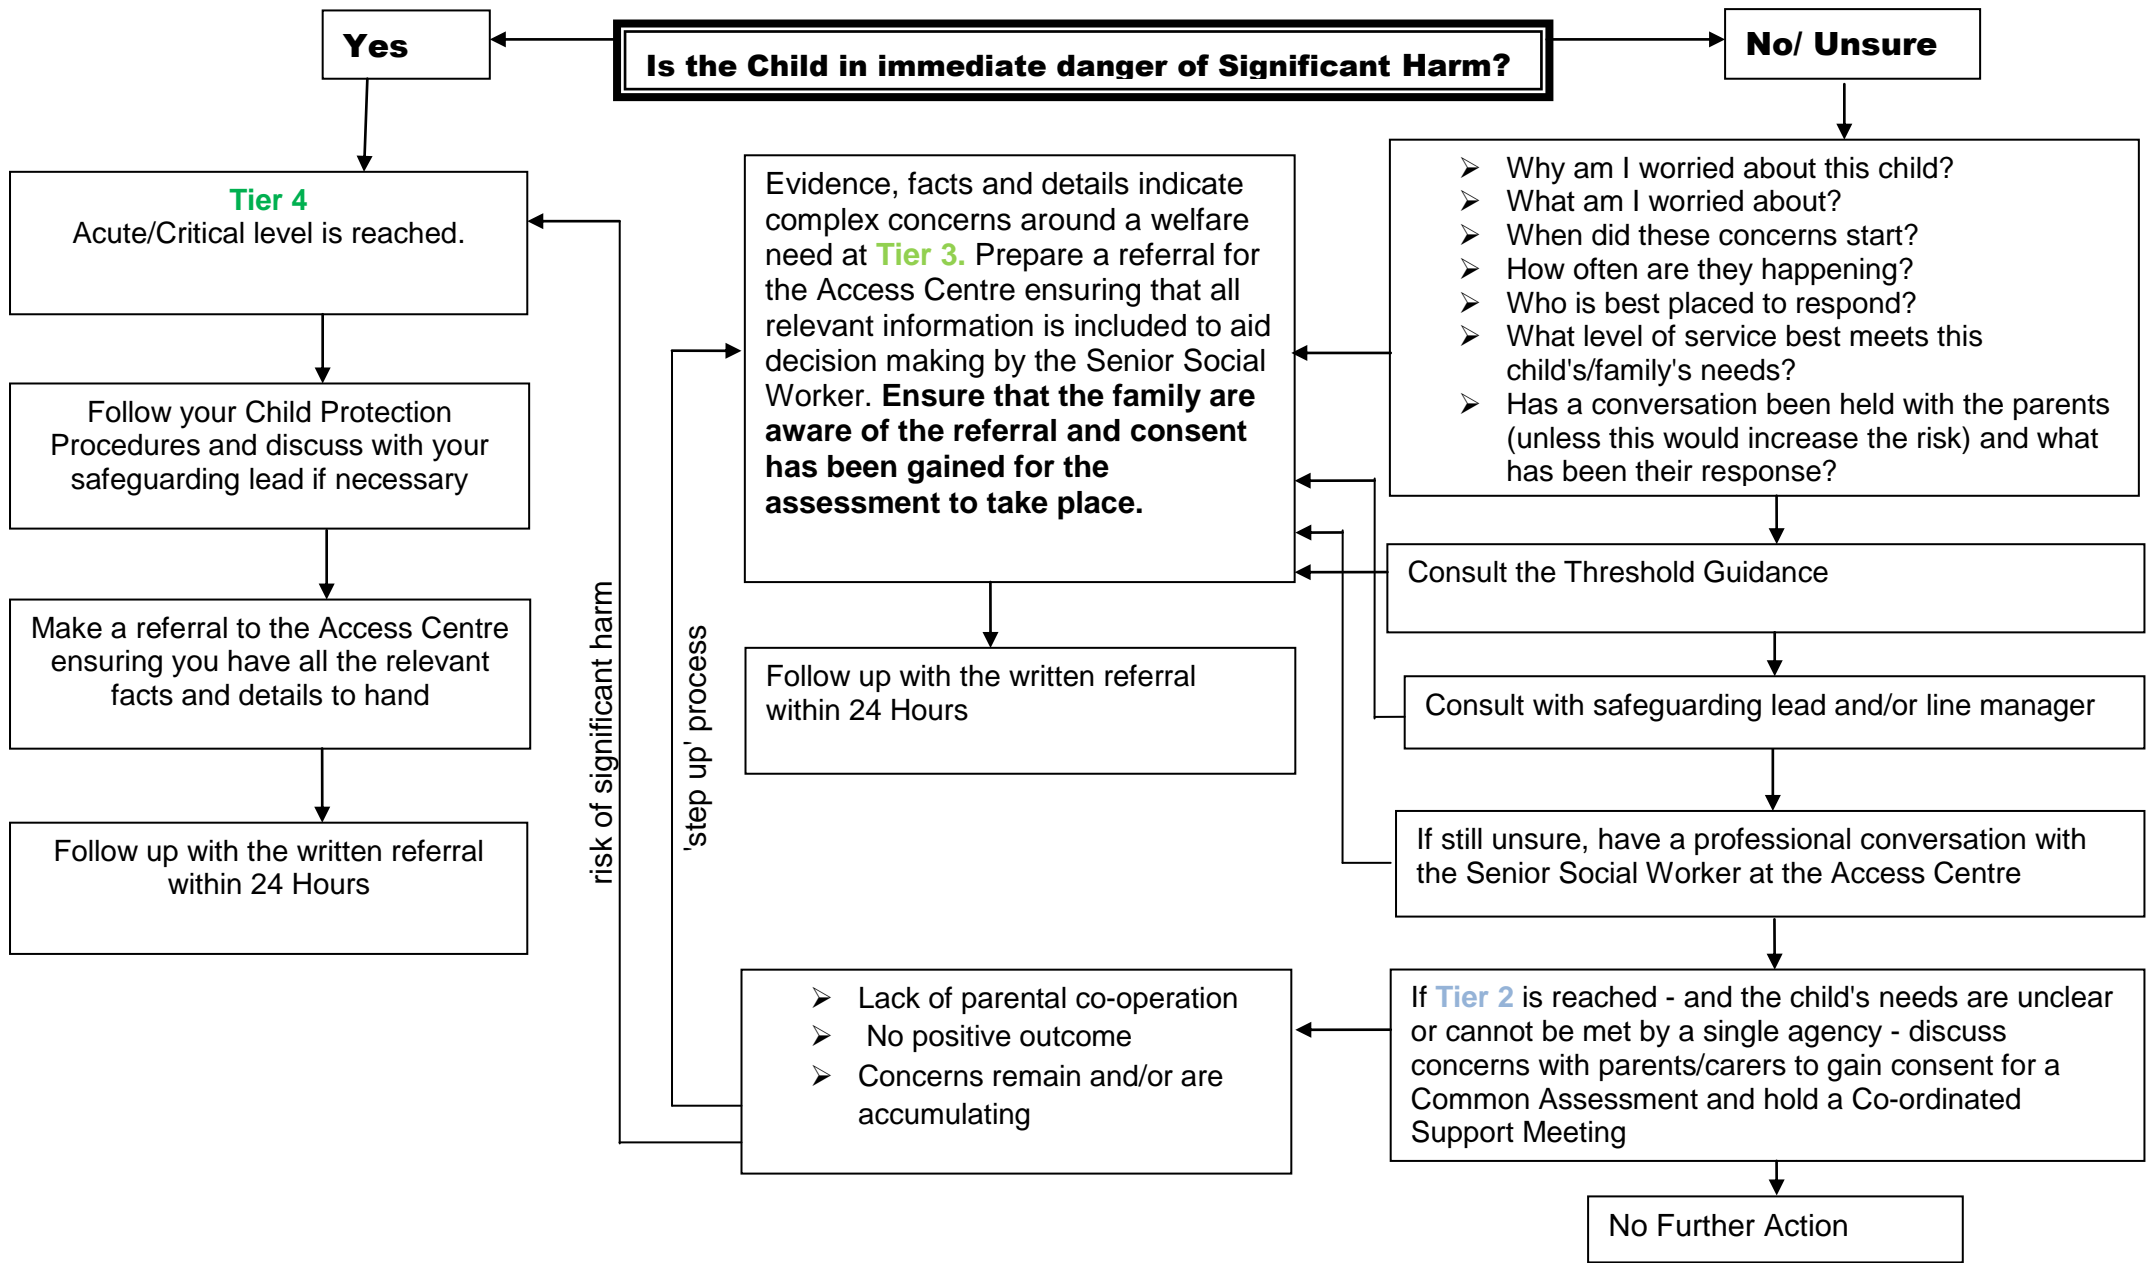 Yes
Is the Child in immediate danger of Significant Harm?
No/ Unsure
Tier 4
Acute/Critical level is reached.
Follow your Child Protection
Procedures and discuss with your
safeguarding lead if necessary
Make a referral to the Access Centre
ensuring you have all the relevant
facts and details to hand
Follow up with the written referral
within 24 Hours
risk of significant harm
'step up' process
Evidence, facts and details indicate
complex concerns around a welfare
need at Tier 3. Prepare a referral for
the Access Centre ensuring that all
relevant information is included to aid
decision making by the Senior Social
Worker. Ensure that the family are
aware of the referral and consent
has been gained for the
assessment to take place.
Follow up with the written referral
within 24 Hours
➢ Lack of parental co-operation
➢ No positive outcome
➢ Concerns remain and/or are
accumulating
➢ Why am I worried about this child?
➢ What am I worried about?
➢ When did these concerns start?
➢ How often are they happening?
➢ Who is best placed to respond?
➢ What level of service best meets this
child's/family's needs?
➢ Has a conversation been held with the parents
(unless this would increase the risk) and what
has been their response?
Consult the Threshold Guidance
Consult with safeguarding lead and/or line manager
If still unsure, have a professional conversation with
the Senior Social Worker at the Access Centre
If Tier 2 is reached - and the child's needs are unclear
or cannot be met by a single agency - discuss
concerns with parents/carers to gain consent for a
Common Assessment and hold a Co-ordinated
Support Meeting
No Further Action